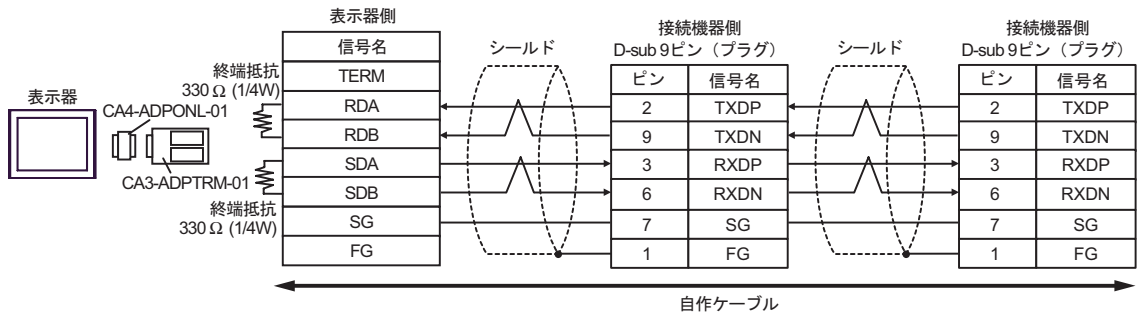 表示器側
接続機器側
D-sub 9ピン（プラグ）
接続機器側
D-sub 9ピン（プラグ）
シールド
シールド
信号名
ピン 信号名
ピン 信号名
終端抵抗
330 Ω (1/4W)
TERM
表示器
CA4-ADPONL-01
CA3-ADPTRM-01
RDA 2 TXDP 2 TXDP
RDB 9 TXDN 9 TXDN
SDA 3 RXDP 3 RXDP
SDB 6 RXDN 6 RXDN
終端抵抗
330 Ω (1/4W)
SG 7 SG 7 SG
FG 1 FG 1 FG
自作ケーブル